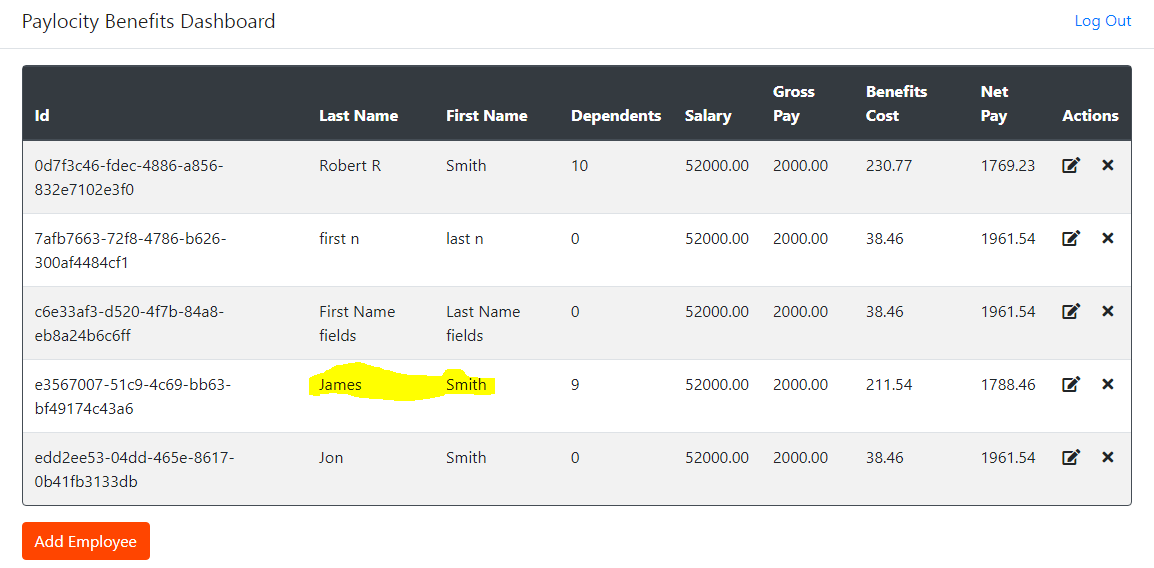 Paylocity Benefits Dashboard
Log Out
Id Last Name First Name Dependents Salary Gross Pay Benefits Cost Net Pay Actions
0d7f3c46-fdec-4886-a856- Robert R Smith 10 52000.00 2000.00 230.77 1769.23
832e7102e3f0
7afb7663-72f8-4786-b626- first n last n 0 52000.00 2000.00 38.46 1961.54
300af4484cf1
c6e33af3-d520-4f7b-84a8- First Name Last Name 0 52000.00 2000.00 38.46 1961.54
eb8a24b6c6ff fields fields
e3567007-51c9-4c69-bb63- James Smith 9 52000.00 2000.00 211.54 1788.46
bf49174c43a6
edd2ee53-04dd-465e-8617- Jon Smith 0 52000.00 2000.00 38.46 1961.54
0b41fb3133db
Add Employee